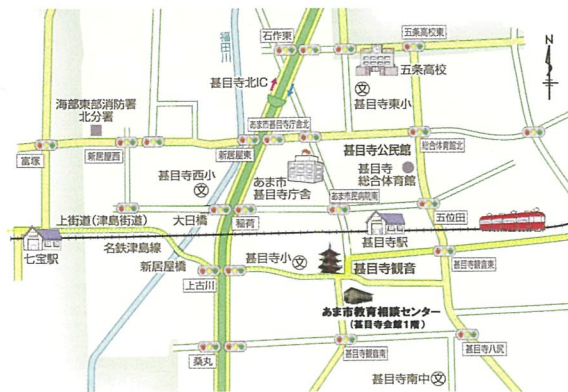 石作東
五条高校東
N
福田川
五条高校
甚目寺北IC
甚目寺東小
海部東部消防署
北分署
あま市甚目寺庁舎北
富塚
新居屋西
新居屋東
甚目寺公民館
総合体育館北
甚目寺西小
あま市
甚目寺庁舎
甚目寺
総合体育館
あま市民病院南
上街道(津島街道)
大日橋
稲荷
五位田
七宝駅
名鉄津島線
甚目寺駅
新居屋橋
甚目寺小
甚目寺観音
甚目寺観音東
上古川
あま市教育相談センター
(甚目寺会館1階)
桑丸
甚目寺観音南
甚目寺八尻
甚目寺南中